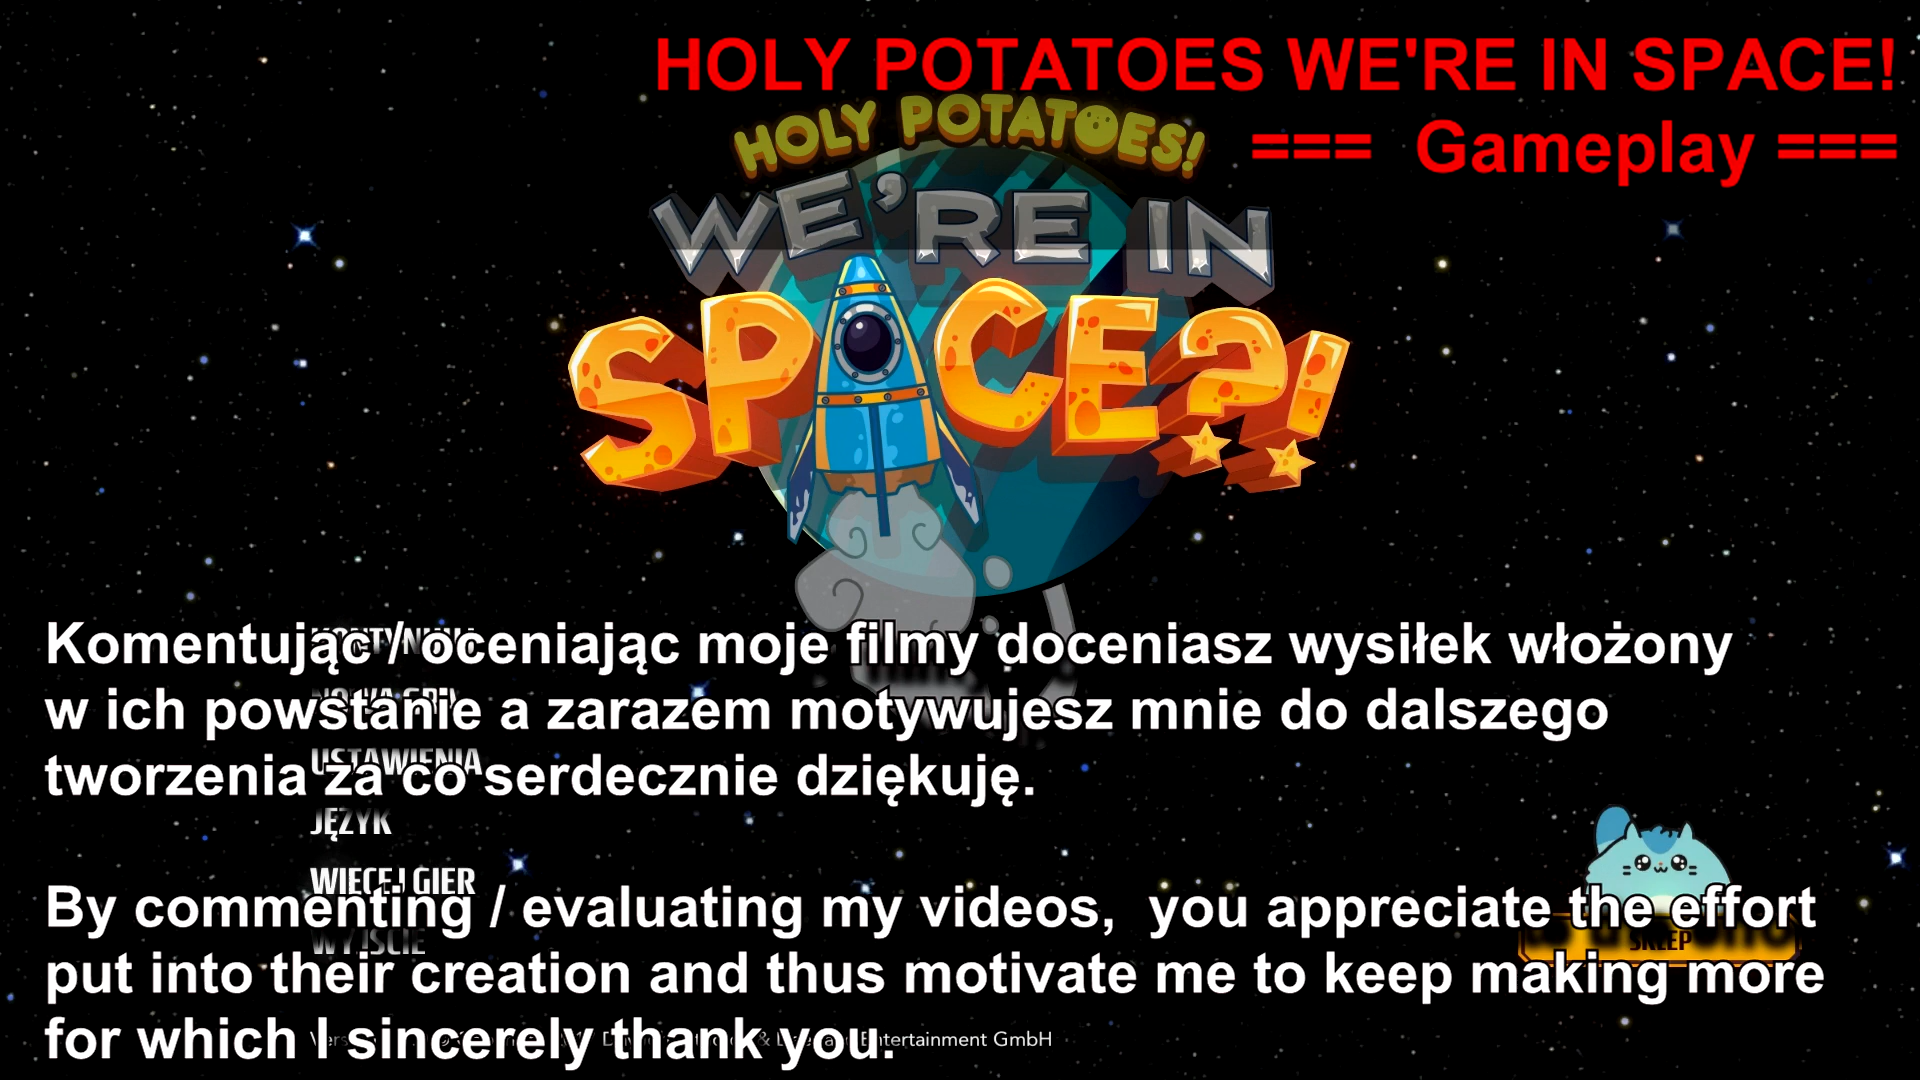 HOLY POTATOES WE'RE IN SPACE!
=== Gameplay ===
HOLY POTATOES!
WE'RE IN
SPACE?!
Komentując / oceniając moje filmy doceniasz wysiłek włożony
w ich powstanie a zarazem motywujesz mnie do dalszego
tworzenia za co serdecznie dziękuję.
USTAWIENIA
JĘZYK
WIĘCEJ GIER
WYJŚCIE
SKLEP
By commenting / evaluating my videos, you appreciate the effort
put into their creation and thus motivate me to keep making more
for which I sincerely thank you.
Entertainment GmbH